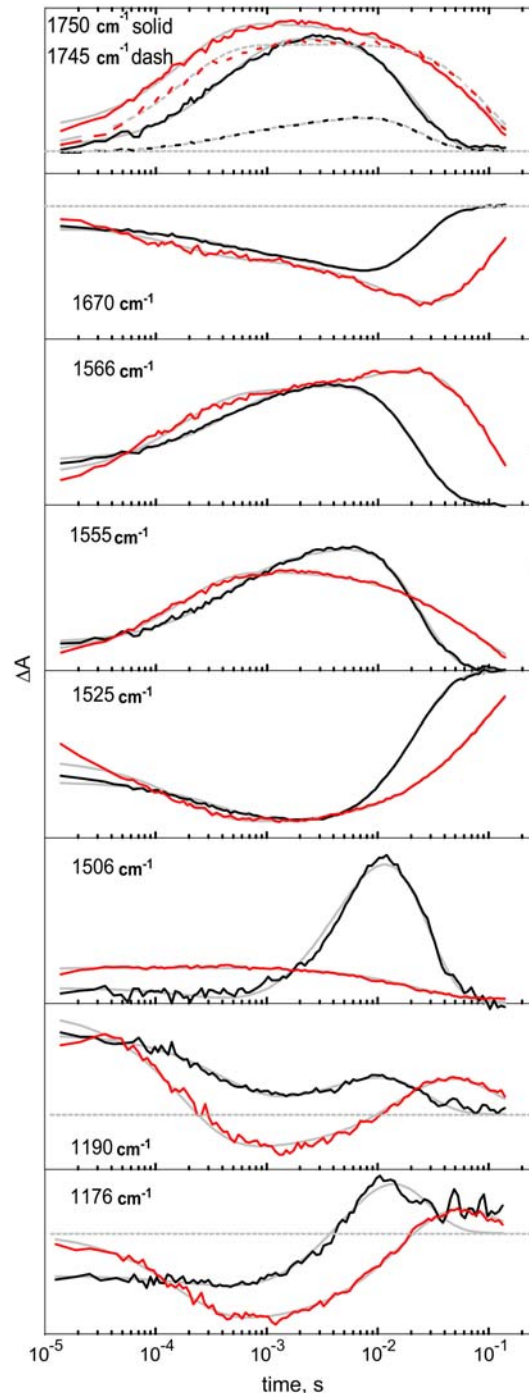 1750 cm⁻¹ solid
1745 cm⁻¹ dash
1670 cm⁻¹
1566 cm⁻¹
1555 cm⁻¹
ΔA
1525 cm⁻¹
1506 cm⁻¹
1190 cm⁻¹
1176 cm⁻¹
10⁻⁵ 10⁻⁴ 10⁻³ 10⁻² 10⁻¹
time, s